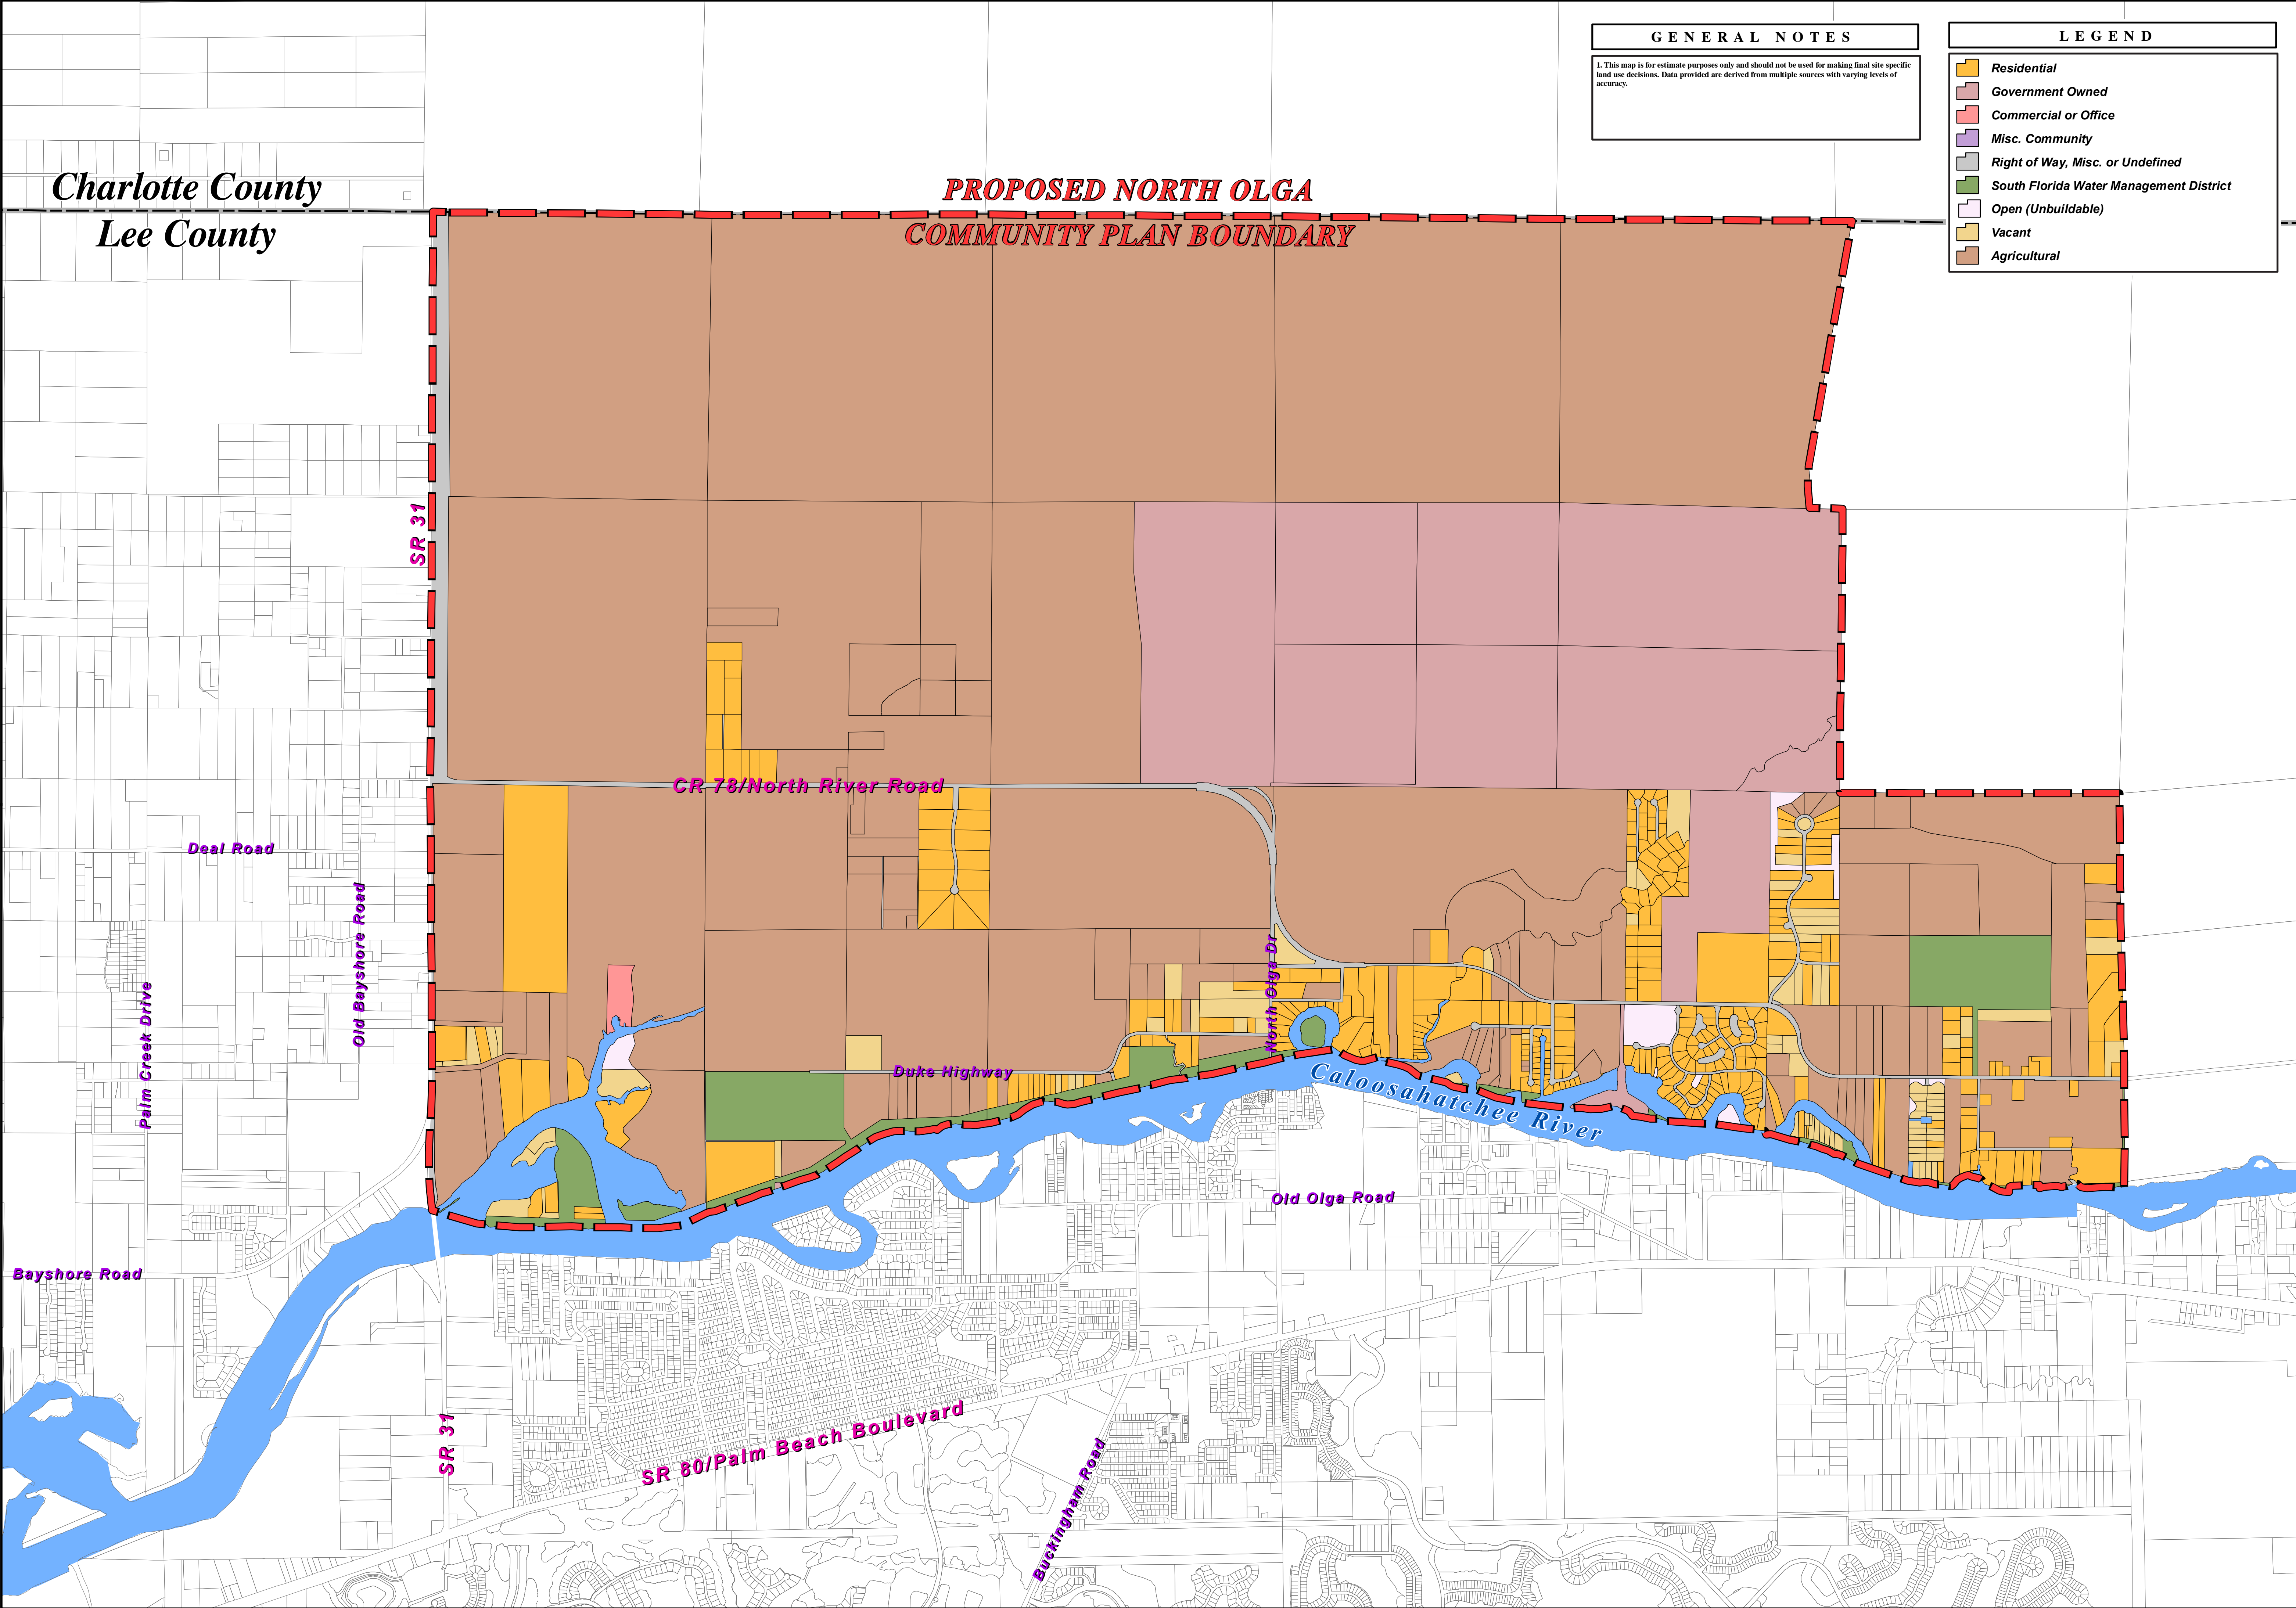 GENERAL NOTES
1. This map is for estimate purposes only and should not be used for making final site specific
land use decisions. Data provided are derived from multiple sources with varying levels of
accuracy.
LEGEND
Residential
Government Owned
Commercial or Office
Misc. Community
Right of Way, Misc. or Undefined
South Florida Water Management District
Open (Unbuildable)
Vacant
Agricultural
Charlotte County
Lee County
PROPOSED NORTH OLGA
COMMUNITY PLAN BOUNDARY
SR 31
CR 78/North River Road
Deal Road
Old Bayshore Road
Palm Creek Drive
North Olga Dr
Duke Highway
Caloosahatchee River
Old Olga Road
Bayshore Road
SR 31
SR 80/Palm Beach Boulevard
Buckingham Road